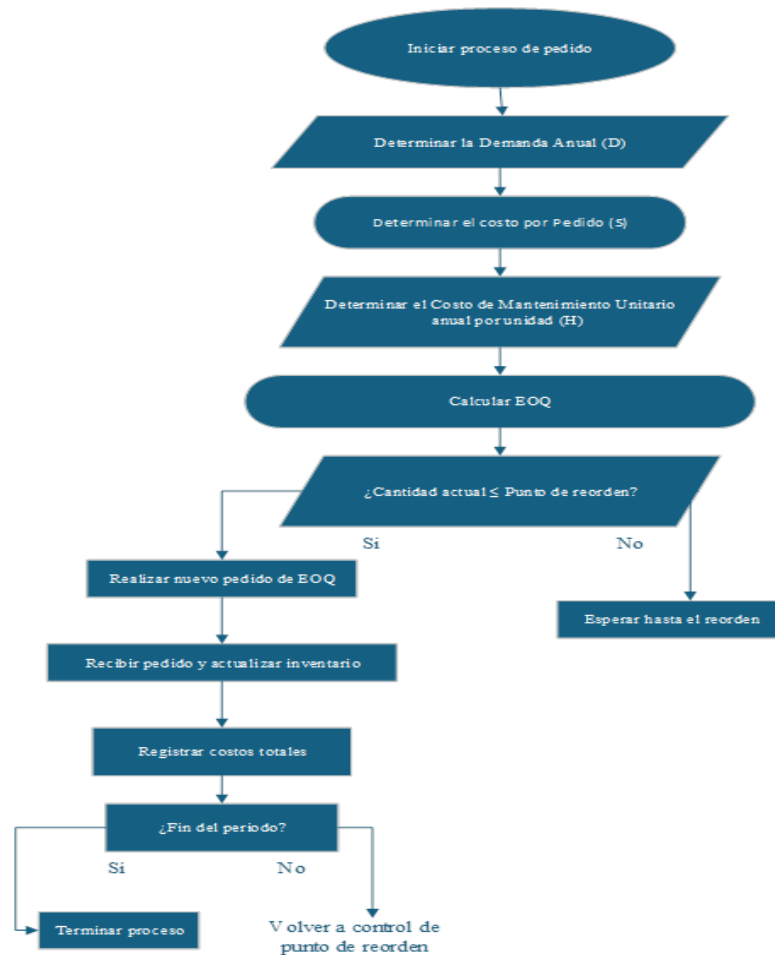 Iniciar proceso de pedido
Determinar la Demanda Anual (D)
Determinar el costo por Pedido (S)
Determinar el Costo de Mantenimiento Unitario
anual por unidad (H)
Calcular EOQ
¿Cantidad actual ≤ Punto de reorden?
Si
No
Realizar nuevo pedido de EOQ
Esperar hasta el reorden
Recibir pedido y actualizar inventario
Registrar costos totales
¿Fin del periodo?
Si
No
Terminar proceso
Volver a control de
punto de reorden